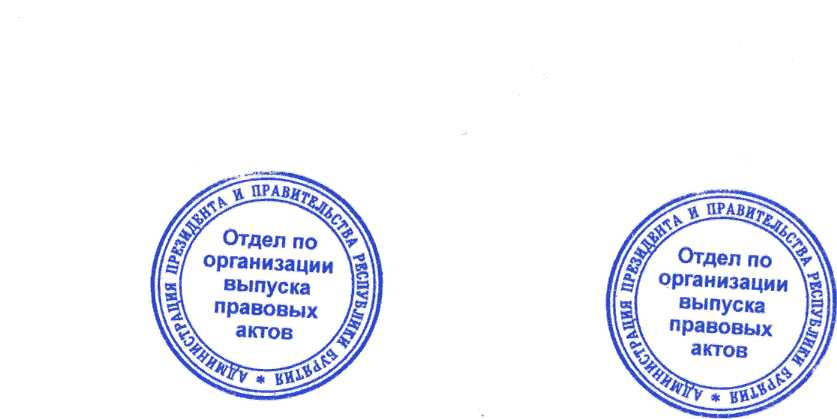 АДМИНИСТРАЦИЯ ПРЕЗИДЕНТА И ПРАВИТЕЛЬСТВА РЕСПУБЛИКИ БУРЯТИЯ *
Отдел по
организации
выпуска
правовых
актов
АДМИНИСТРАЦИЯ ПРЕЗИДЕНТА И ПРАВИТЕЛЬСТВА РЕСПУБЛИКИ БУРЯТИЯ *
Отдел по
организации
выпуска
правовых
актов